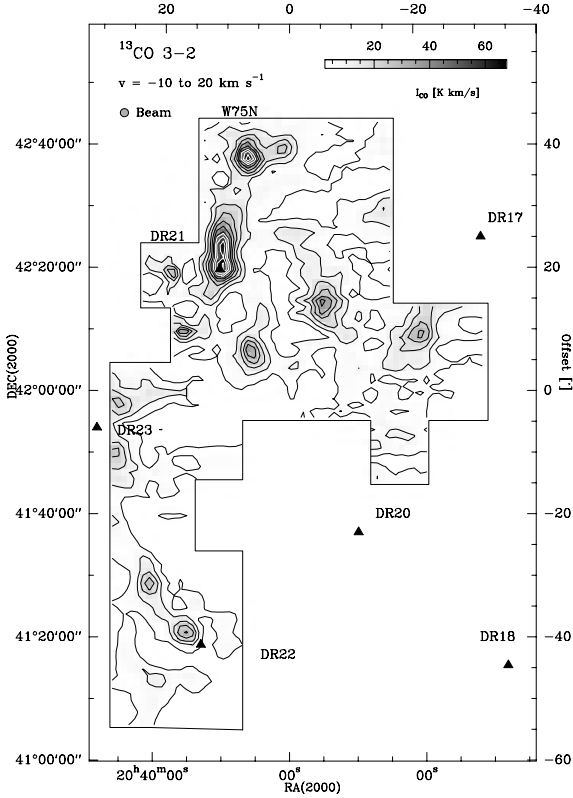 20 0 −20 −40
¹³CO 3−2
20 40 60
v = −10 to 20 km s⁻¹
I_CO [K km/s]
Beam
W75N
42°40′00″ 40
DR17
DR21
42°20′00″ 20
DEC(2000) Offset [′]
42°00′00″ 0
DR23
41°40′00″ −20
DR20
41°20′00″ −40
DR18
DR22
41°00′00″ −60
20ʰ40ᵐ00ˢ 00ˢ 00ˢ
RA(2000)